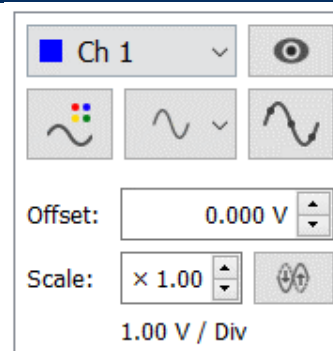 Ch 1
Offset: 0.000 V
Scale: × 1.00
1.00 V / Div